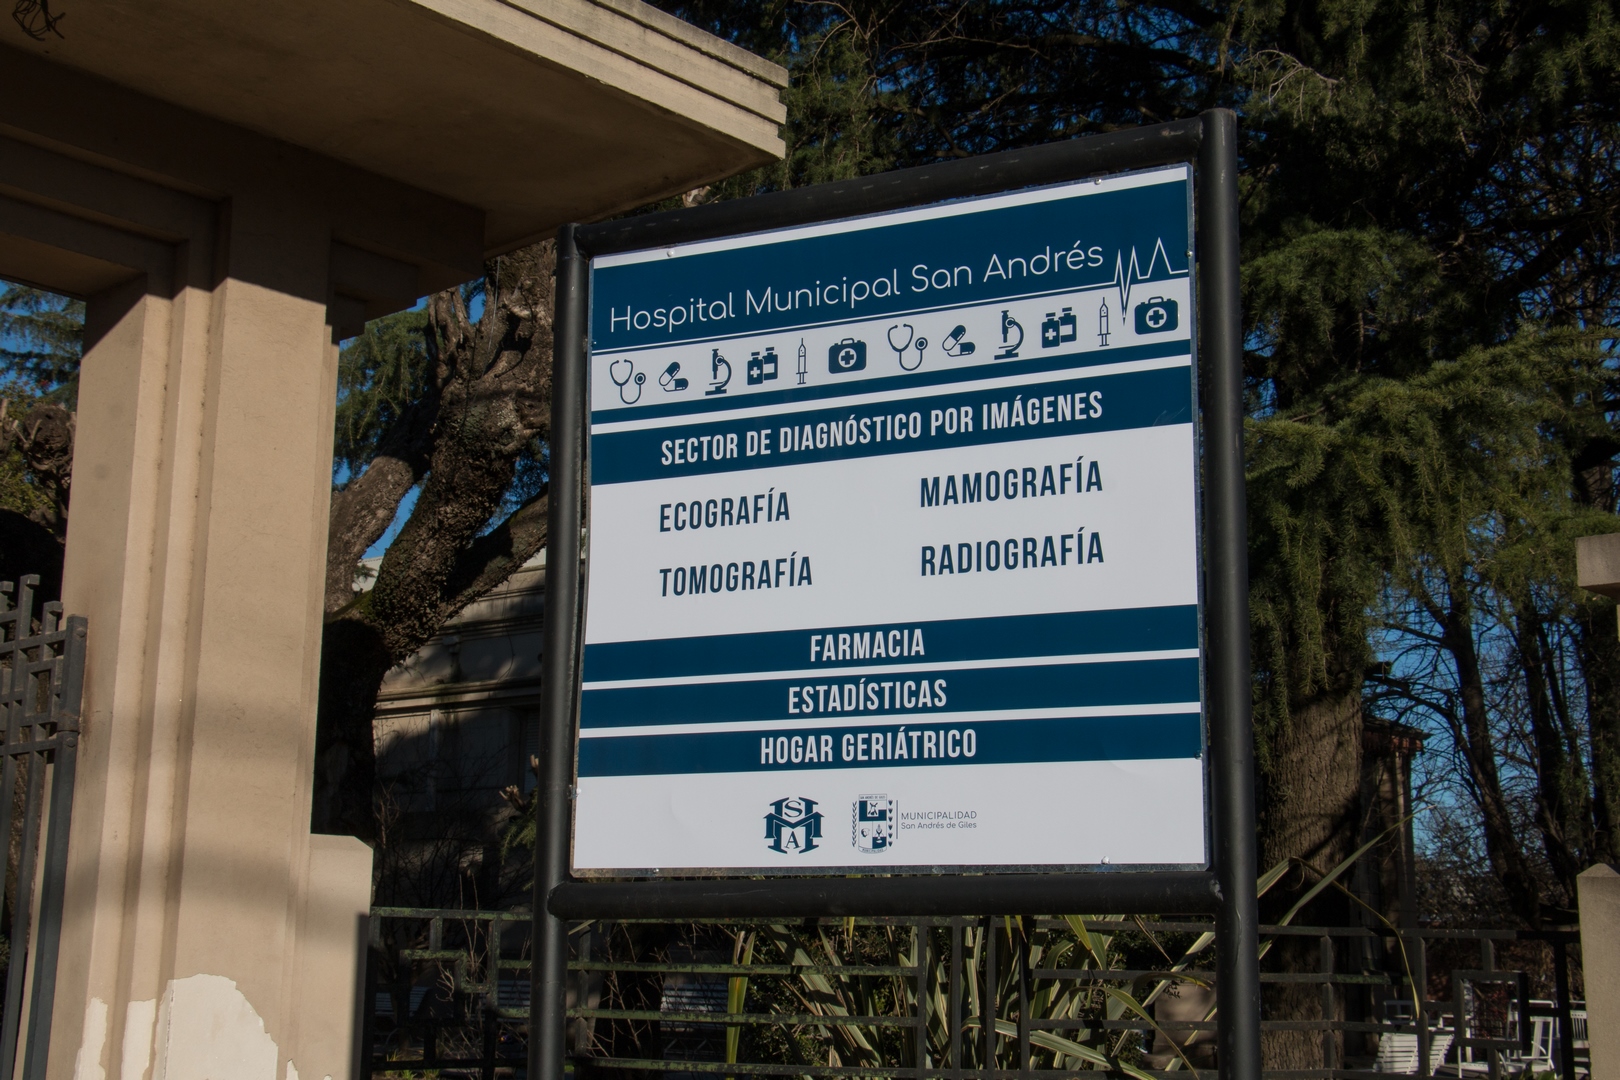 Hospital Municipal San Andrés
SECTOR DE DIAGNÓSTICO POR IMÁGENES
ECOGRAFÍA
MAMOGRAFÍA
TOMOGRAFÍA
RADIOGRAFÍA
FARMACIA
ESTADÍSTICAS
HOGAR GERIÁTRICO
HSMA
MUNICIPALIDAD
San Andrés de Giles